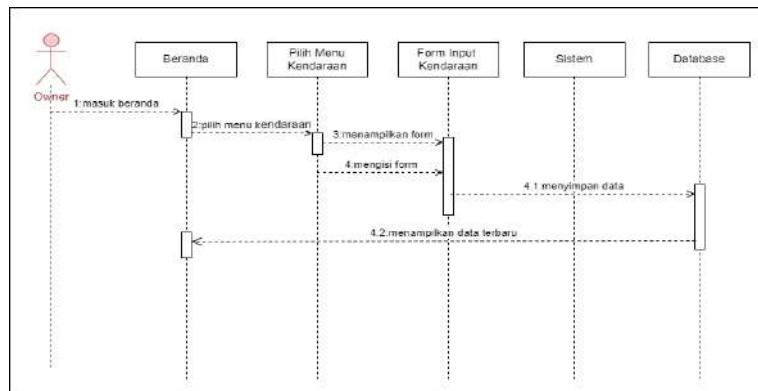 Beranda
Pilih Menu
Kendaraan
Form Input
Kendaraan
Sistem
Database
Owner
1:masuk beranda
2:pilih menu kendaraan
3:menampilkan form
4:mengisi form
4.1:menyimpan data
4.2:menampilkan data terbaru